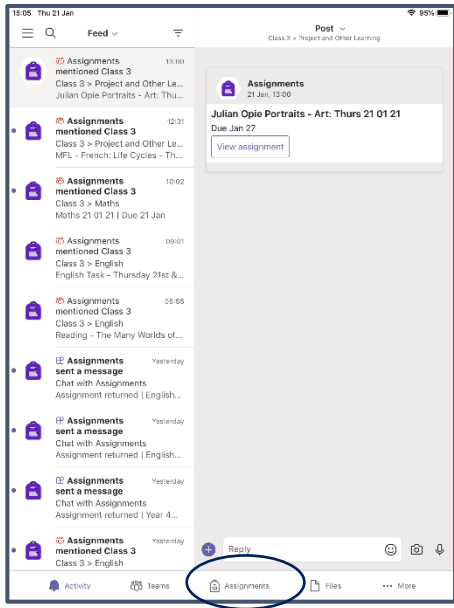 15:05 Thu 21 Jan
95%
Feed
Post
Class 3 > Project and Other Learning
Assignments 13:00
mentioned Class 3
Class 3 > Project and Other Le...
Julian Opie Portraits - Art: Thu...
Assignments 12:31
mentioned Class 3
Class 3 > Project and Other Le...
MFL - French: Life Cycles - Th...
Assignments 10:02
mentioned Class 3
Class 3 > Maths
Maths 21 01 21 | Due 21 Jan
Assignments 09:01
mentioned Class 3
Class 3 > English
English Task - Thursday 21st &...
Assignments 08:56
mentioned Class 3
Class 3 > English
Reading - The Many Worlds of...
Assignments Yesterday
sent a message
Chat with Assignments
Assignment returned | English...
Assignments Yesterday
sent a message
Chat with Assignments
Assignment returned | English...
Assignments Yesterday
sent a message
Chat with Assignments
Assignment returned | Year 4...
Assignments Yesterday
mentioned Class 3
Class 3 > English
Assignments
21 Jan, 13:00
Julian Opie Portraits - Art: Thurs 21 01 21
Due Jan 27
View assignment
Reply
Activity
Teams
Assignments
Files
More